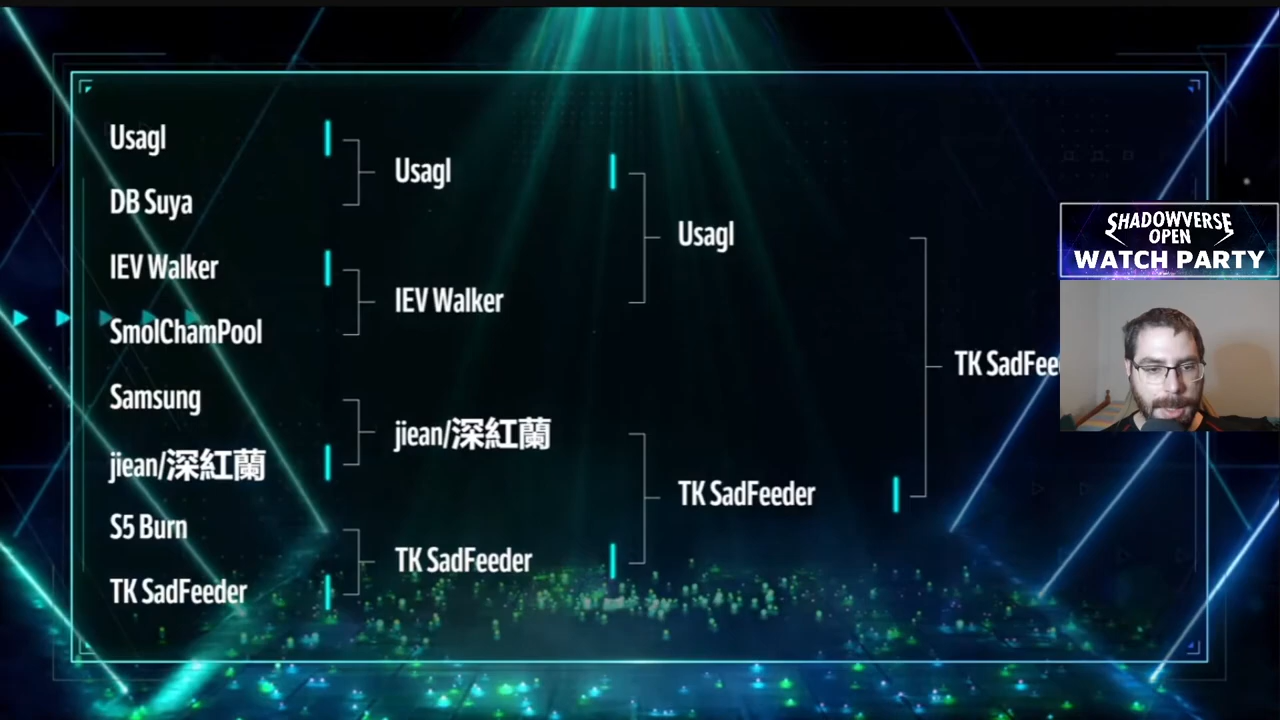 Usagl
DB Suya
IEV Walker
SmolChamPool
Samsung
jiean/深紅蘭
S5 Burn
TK SadFeeder
Usagl
IEV Walker
jiean/深紅蘭
TK SadFeeder
Usagl
TK SadFeeder
TK SadFee
SHADOWVERSE
OPEN
WATCH PARTY